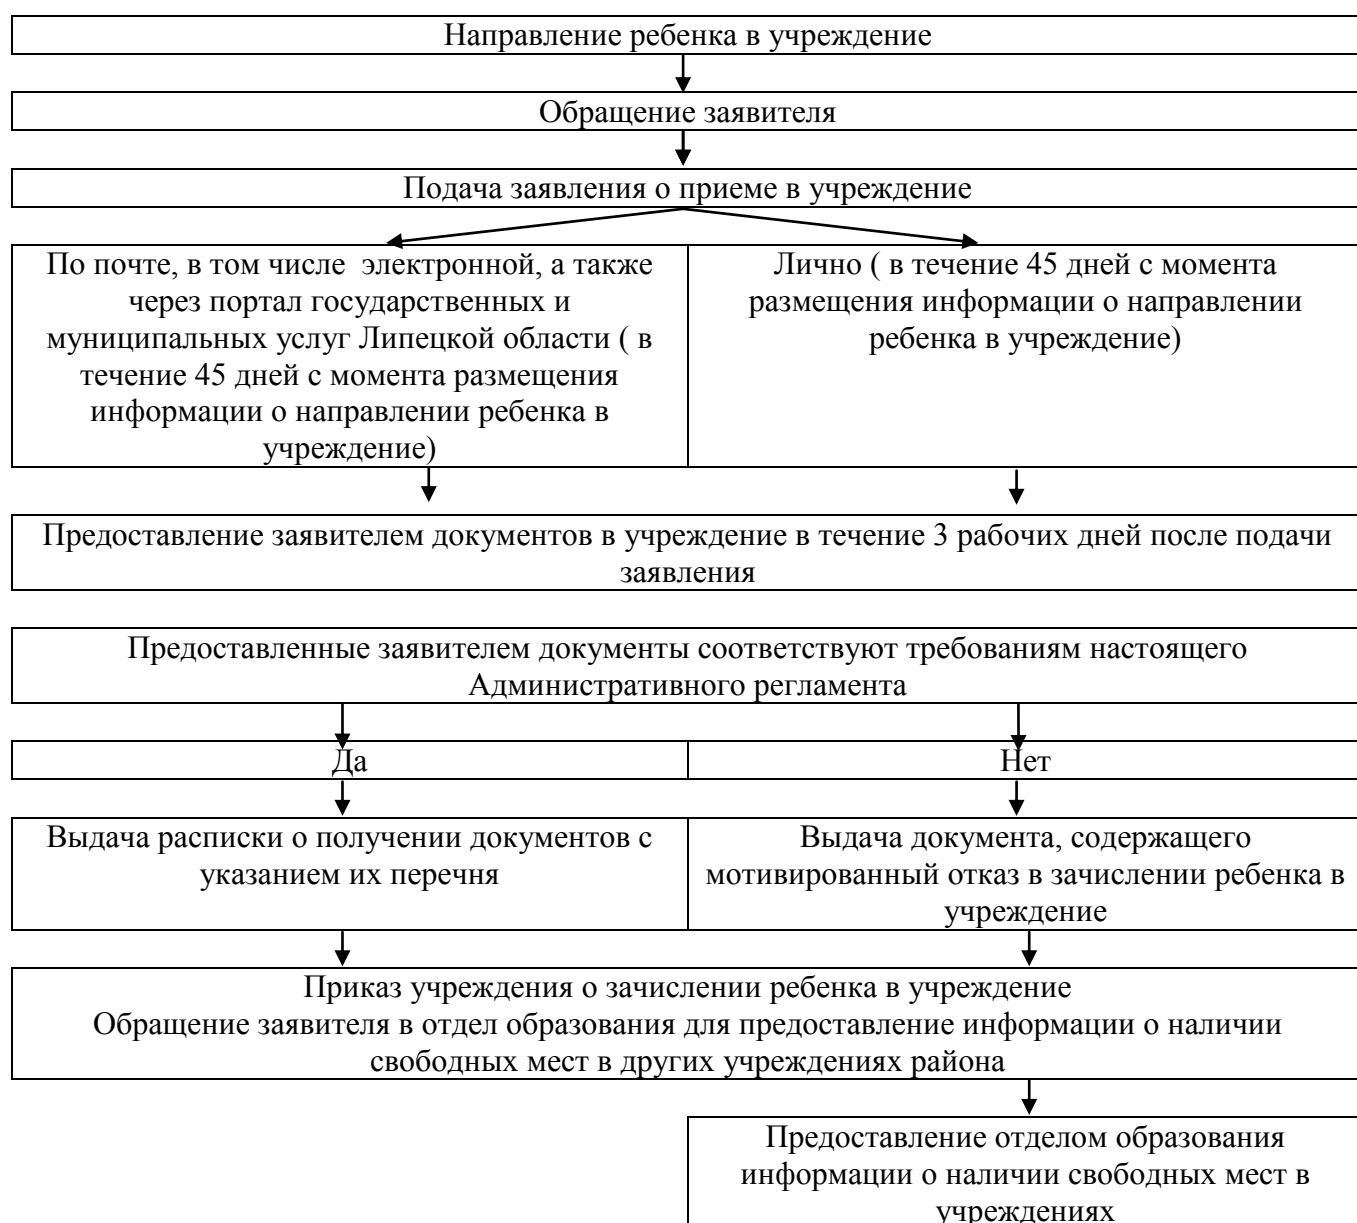 Направление ребенка в учреждение
Обращение заявителя
Подача заявления о приеме в учреждение
По почте, в том числе  электронной, а также
через портал государственных и
муниципальных услуг Липецкой области ( в
течение 45 дней с момента размещения
информации о направлении ребенка в
учреждение)
Лично ( в течение 45 дней с момента
размещения информации о направлении
ребенка в учреждение)
Предоставление заявителем документов в учреждение в течение 3 рабочих дней после подачи
заявления
Предоставленные заявителем документы соответствуют требованиям настоящего
Административного регламента
Да
Нет
Выдача расписки о получении документов с
указанием их перечня
Выдача документа, содержащего
мотивированный отказ в зачислении ребенка в
учреждение
Приказ учреждения о зачислении ребенка в учреждение
Обращение заявителя в отдел образования для предоставление информации о наличии
свободных мест в других учреждениях района
Предоставление отделом образования
информации о наличии свободных мест в
учреждениях